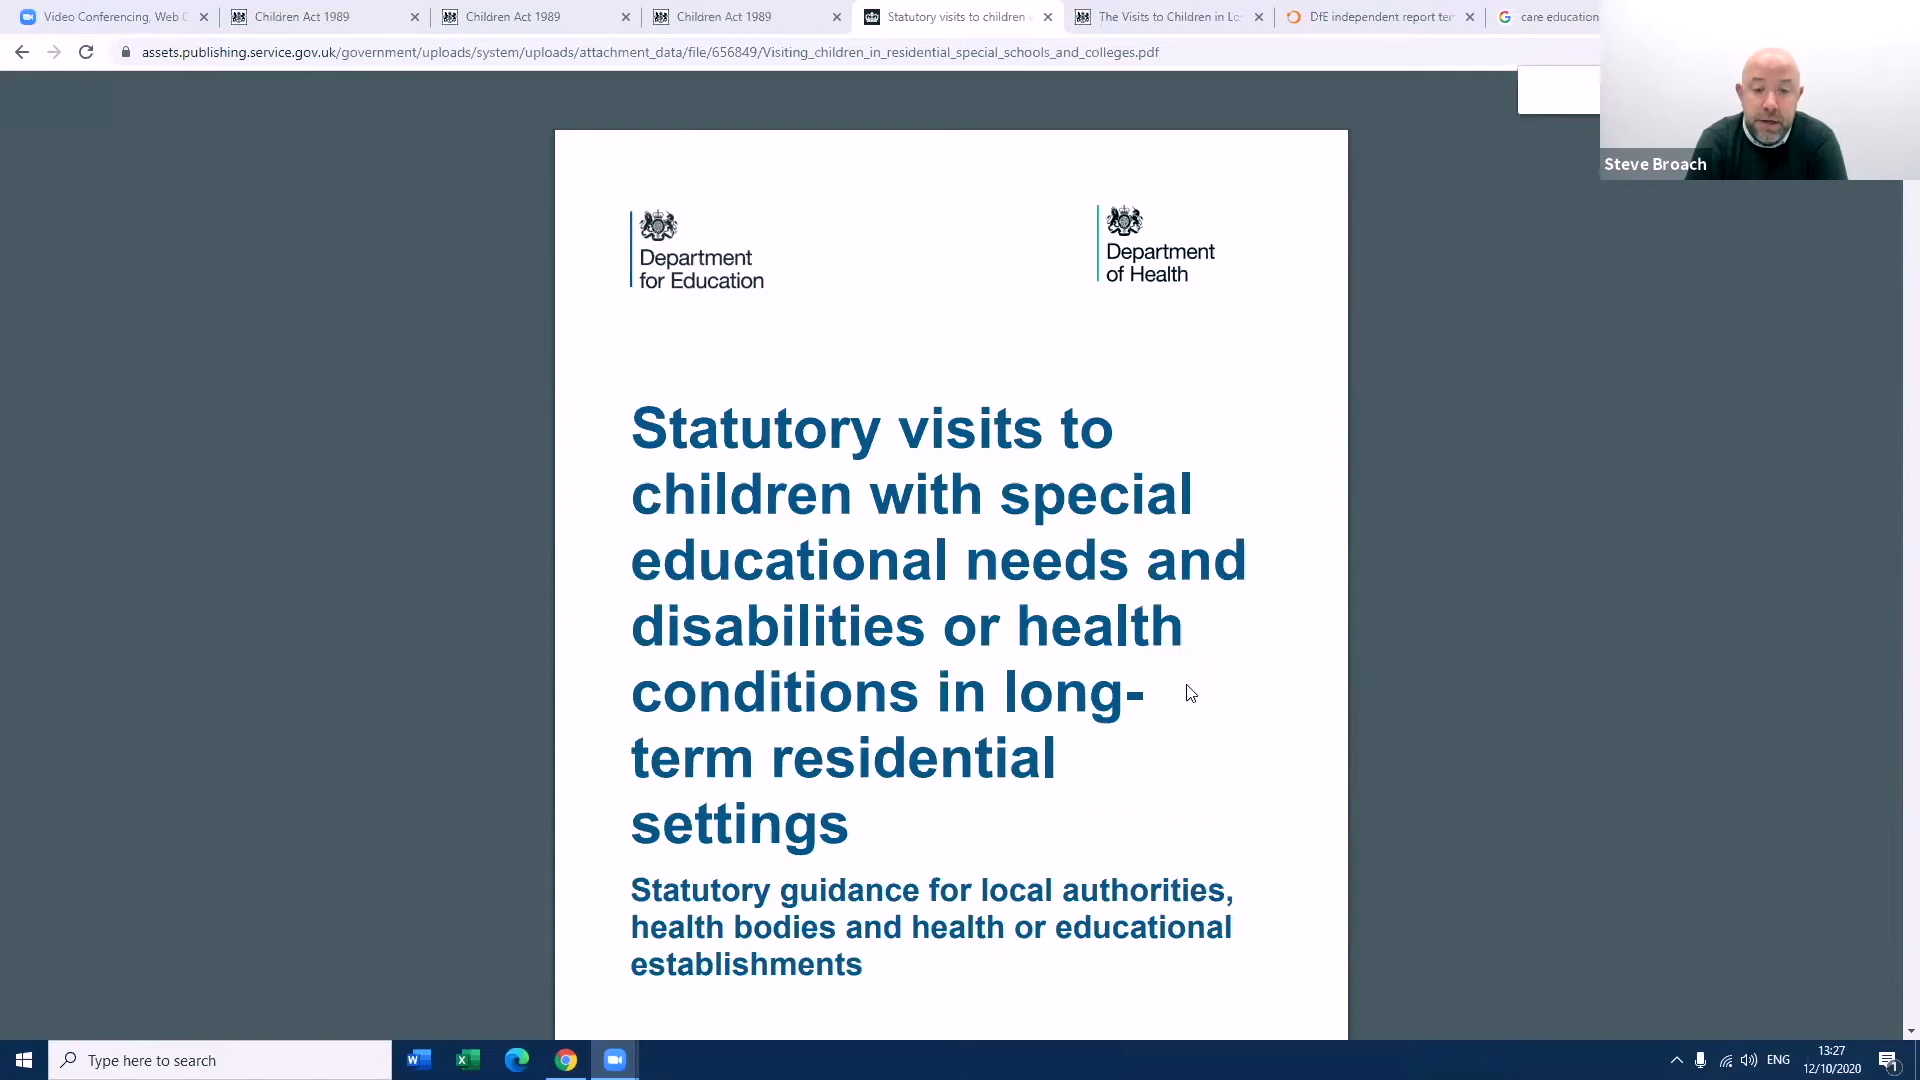 Video Conferencing, Web C
Children Act 1989
Children Act 1989
Children Act 1989
Statutory visits to children w
The Visits to Children in Lo
DfE independent report ter
care education
assets.publishing.service.gov.uk/government/uploads/system/uploads/attachment_data/file/656849/Visiting_children_in_residential_special_schools_and_colleges.pdf
Steve Broach
Department
for Education
Department
of Health
Statutory visits to
children with special
educational needs and
disabilities or health
conditions in long-
term residential
settings
Statutory guidance for local authorities,
health bodies and health or educational
establishments
Type here to search
ENG
13:27
12/10/2020
1